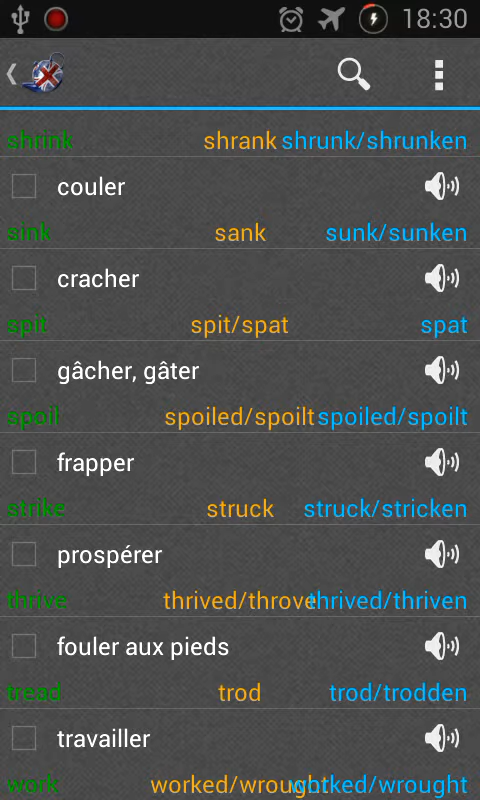 18:30
shrink shrank shrunk/shrunken
couler
sink sank sunk/sunken
cracher
spit spit/spat spat
gâcher, gâter
spoil spoiled/spoilt spoiled/spoilt
frapper
strike struck struck/stricken
prospérer
thrive thrived/throve thrived/thriven
fouler aux pieds
tread trod trod/trodden
travailler
work worked/wrought worked/wrought